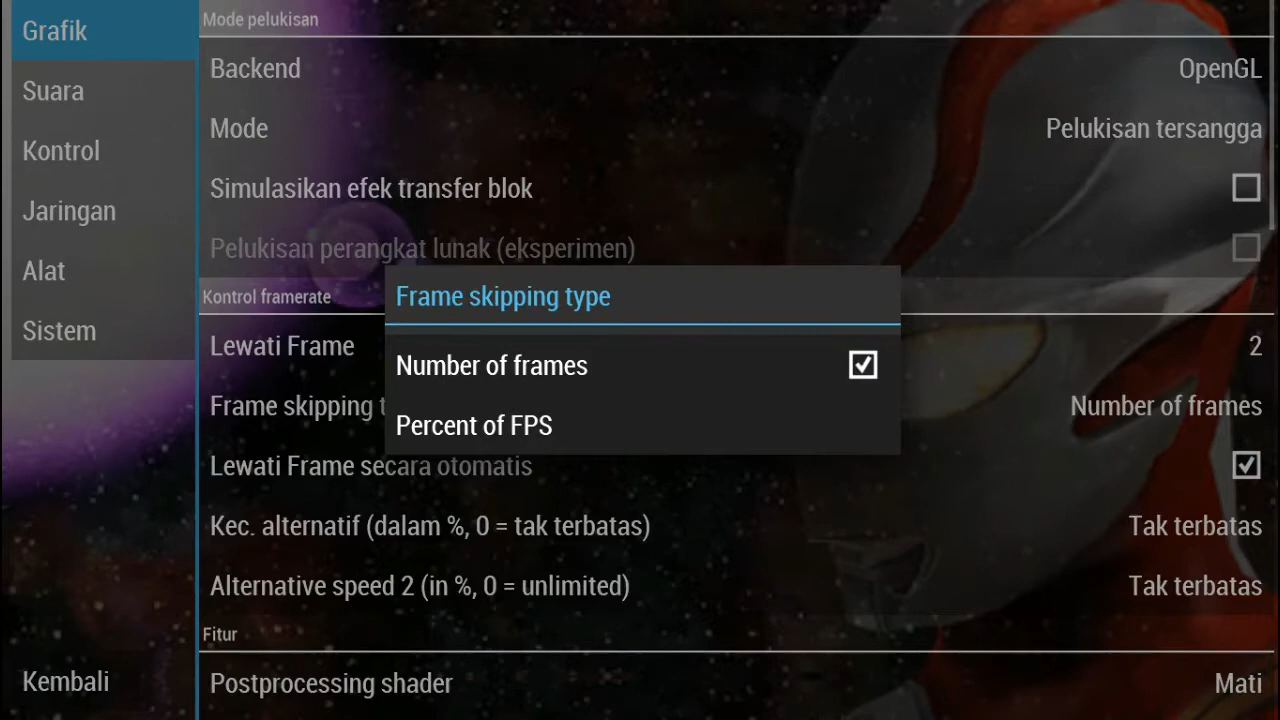 Grafik
Suara
Kontrol
Jaringan
Alat
Sistem
Kembali
Mode pelukisan
Backend OpenGL
Mode Pelukisan tersangga
Simulasikan efek transfer blok
Pelukisan perangkat lunak (eksperimen)
Kontrol framerate
Lewati Frame 2
Frame skipping t Number of frames
Lewati Frame secara otomatis
Kec. alternatif (dalam %, 0 = tak terbatas) Tak terbatas
Alternative speed 2 (in %, 0 = unlimited) Tak terbatas
Fitur
Postprocessing shader Mati
Frame skipping type
Number of frames
Percent of FPS